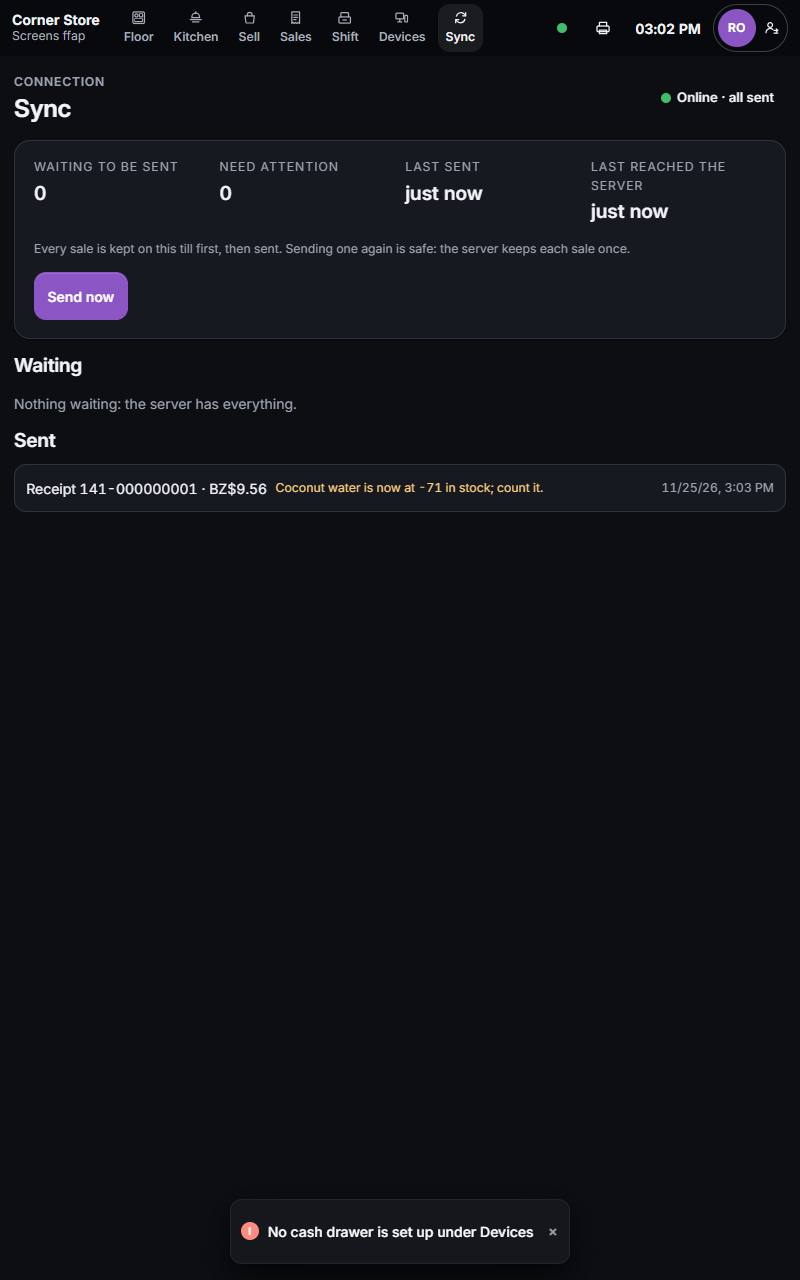 Corner Store
Screens ffap
Floor
Kitchen
Sell
Sales
Shift
Devices
Sync
03:02 PM
RO
CONNECTION
Sync
Online · all sent
WAITING TO BE SENT
0
NEED ATTENTION
0
LAST SENT
just now
LAST REACHED THE
SERVER
just now
Every sale is kept on this till first, then sent. Sending one again is safe: the server keeps each sale once.
Send now
Waiting
Nothing waiting: the server has everything.
Sent
Receipt 141-000000001 · BZ$9.56 Coconut water is now at -71 in stock; count it. 11/25/26, 3:03 PM
! No cash drawer is set up under Devices ×